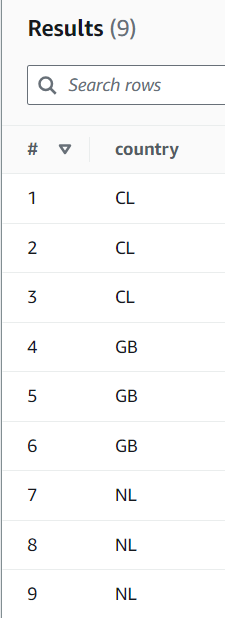 Results (9)
Search rows
# country
1 CL
2 CL
3 CL
4 GB
5 GB
6 GB
7 NL
8 NL
9 NL